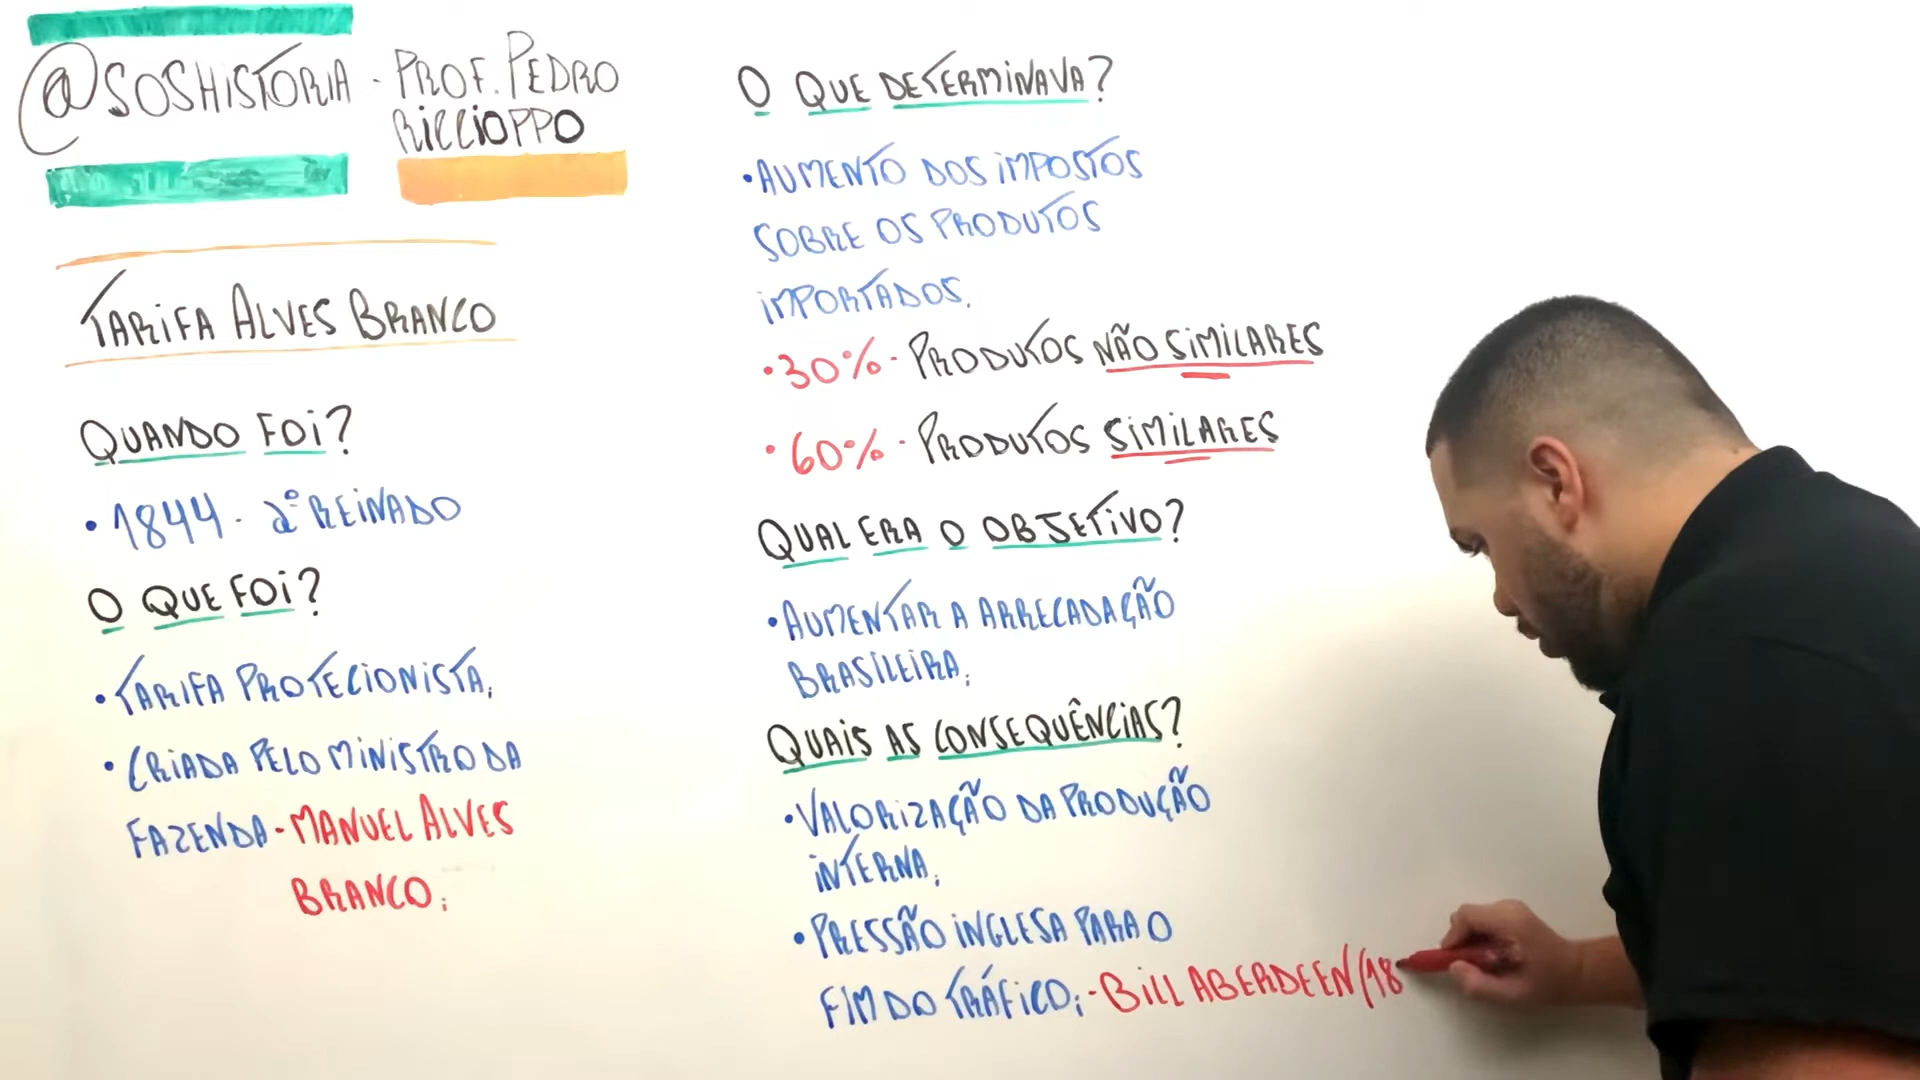 @SOSHISTORIA - PROF. PEDRO
RICCIOPPO
TARIFA ALVES BRANCO
QUANDO FOI?
• 1844 - 2º REINADO
O QUE FOI?
• TARIFA PROTECIONISTA;
• CRIADA PELO MINISTRO DA
FAZENDA - MANUEL ALVES
BRANCO;
O QUE DETERMINAVA?
• AUMENTO DOS IMPOSTOS
SOBRE OS PRODUTOS
IMPORTADOS.
• 30% - PRODUTOS NÃO SIMILARES
• 60% - PRODUTOS SIMILARES
QUAL ERA O OBJETIVO?
• AUMENTAR A ARRECADAÇÃO
BRASILEIRA;
QUAIS AS CONSEQUÊNCIAS?
• VALORIZAÇÃO DA PRODUÇÃO
INTERNA;
• PRESSÃO INGLESA PARA O
FIM DO TRÁFICO; - BILL ABERDEEN (18